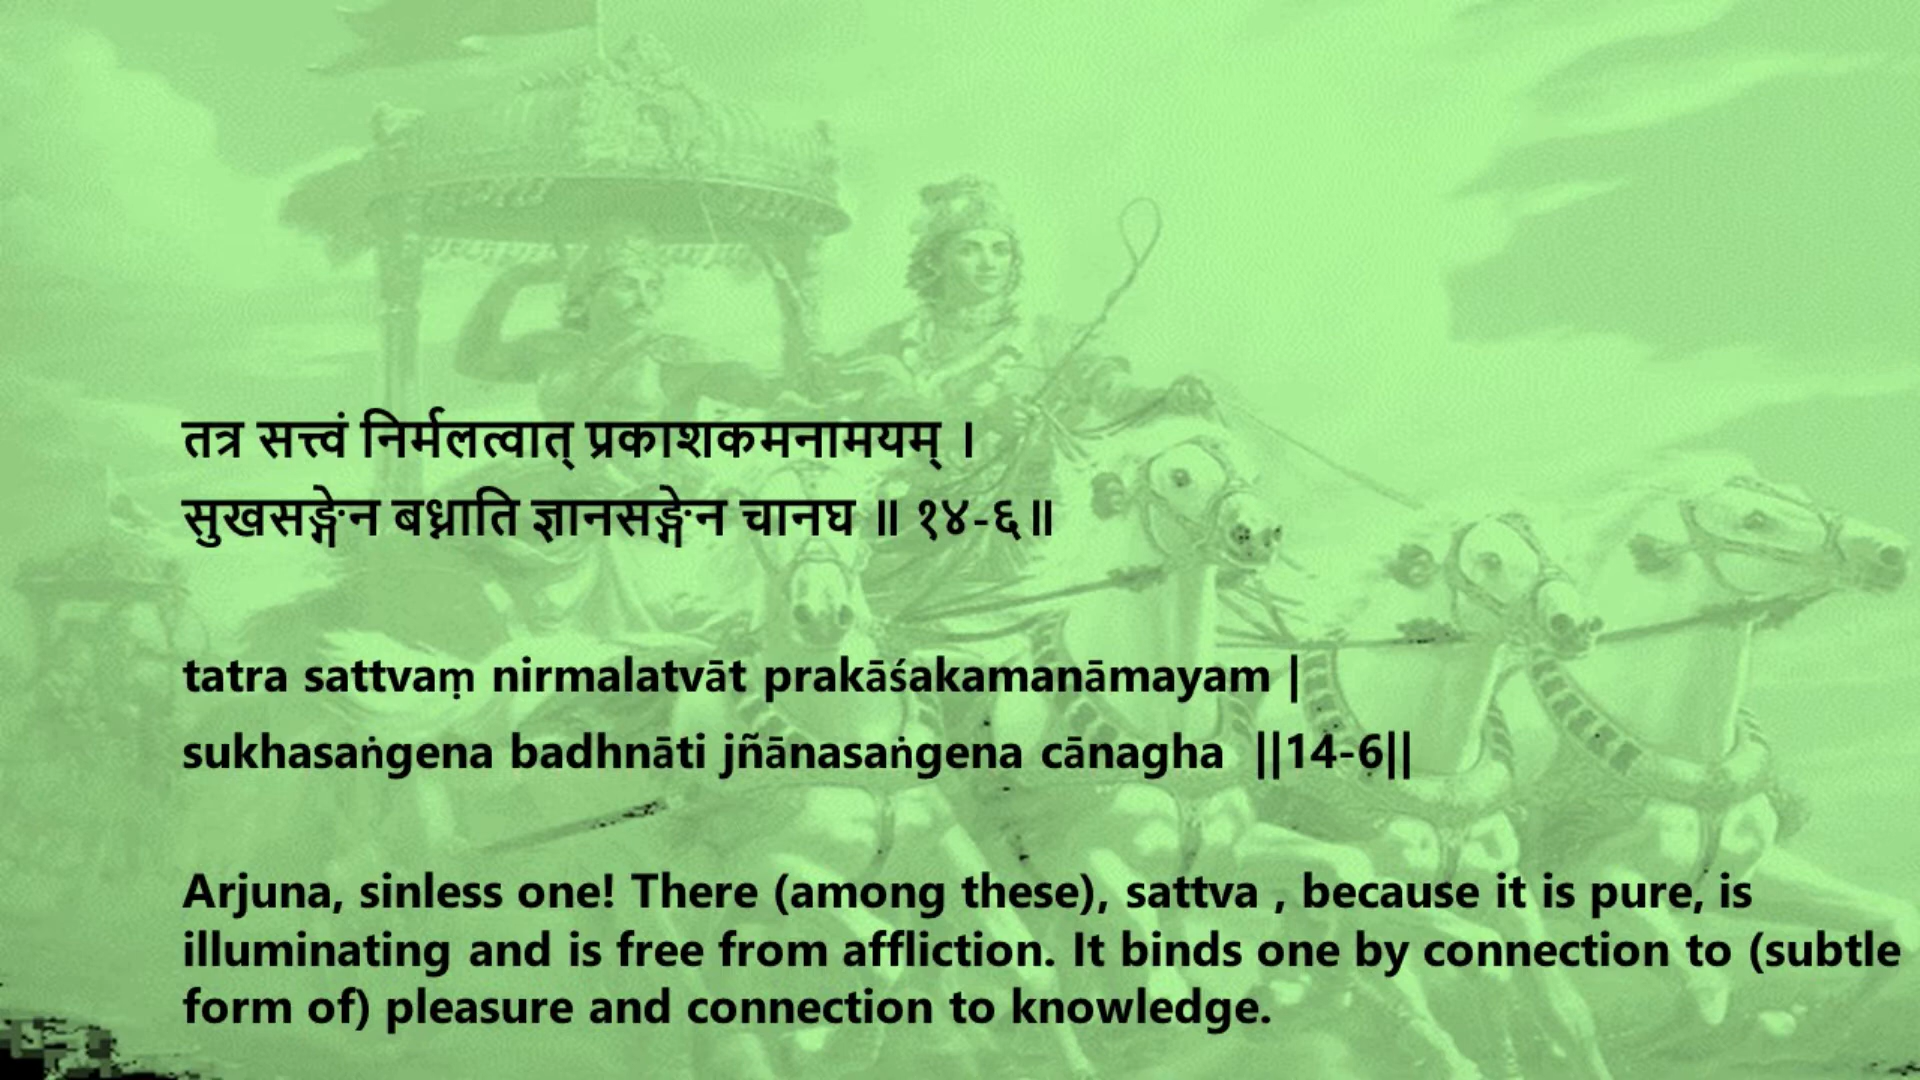 तत्र सत्त्वं निर्मलत्वात् प्रकाशकमनामयम् ।
सुखसङ्गेन बध्नाति ज्ञानसङ्गेन चानघ ॥ १४-६॥
tatra sattvaṃ nirmalatvāt prakāśakamanāmayam |
sukhasaṅgena badhnāti jñānasaṅgena cānagha ||14-6||
Arjuna, sinless one! There (among these), sattva , because it is pure, is
illuminating and is free from affliction. It binds one by connection to (subtle
form of) pleasure and connection to knowledge.